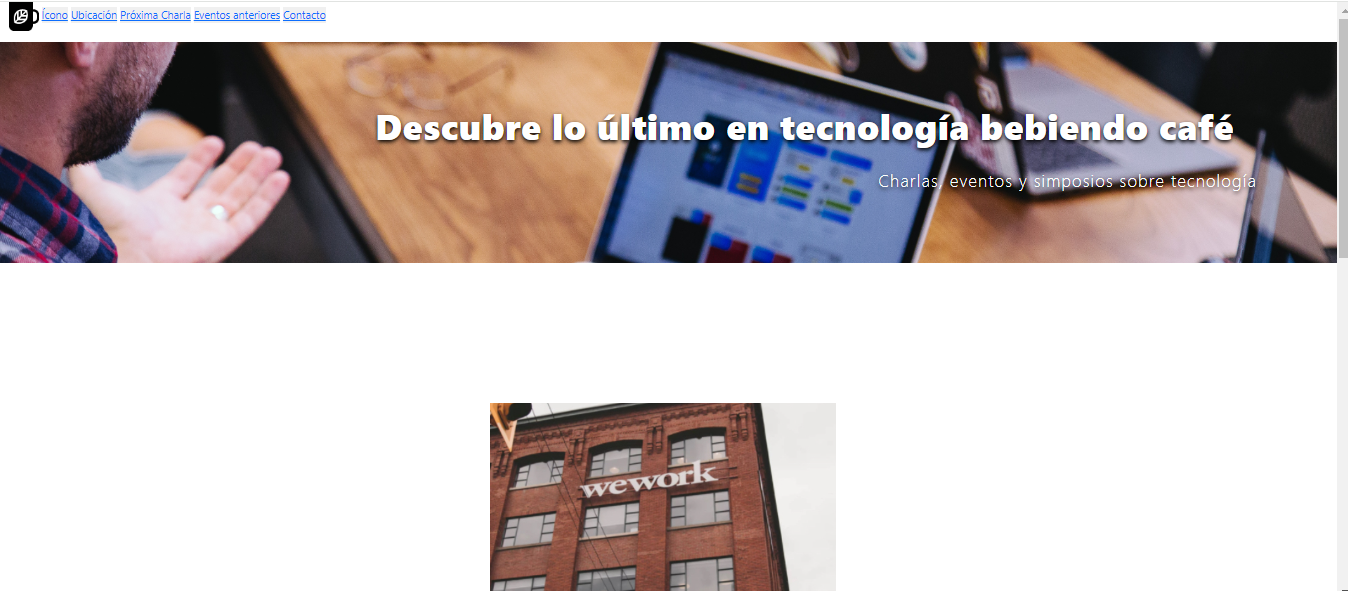 Ícono Ubicación Próxima Charla Eventos anteriores Contacto
Descubre lo último en tecnología bebiendo café
Charlas, eventos y simposios sobre tecnología
wework